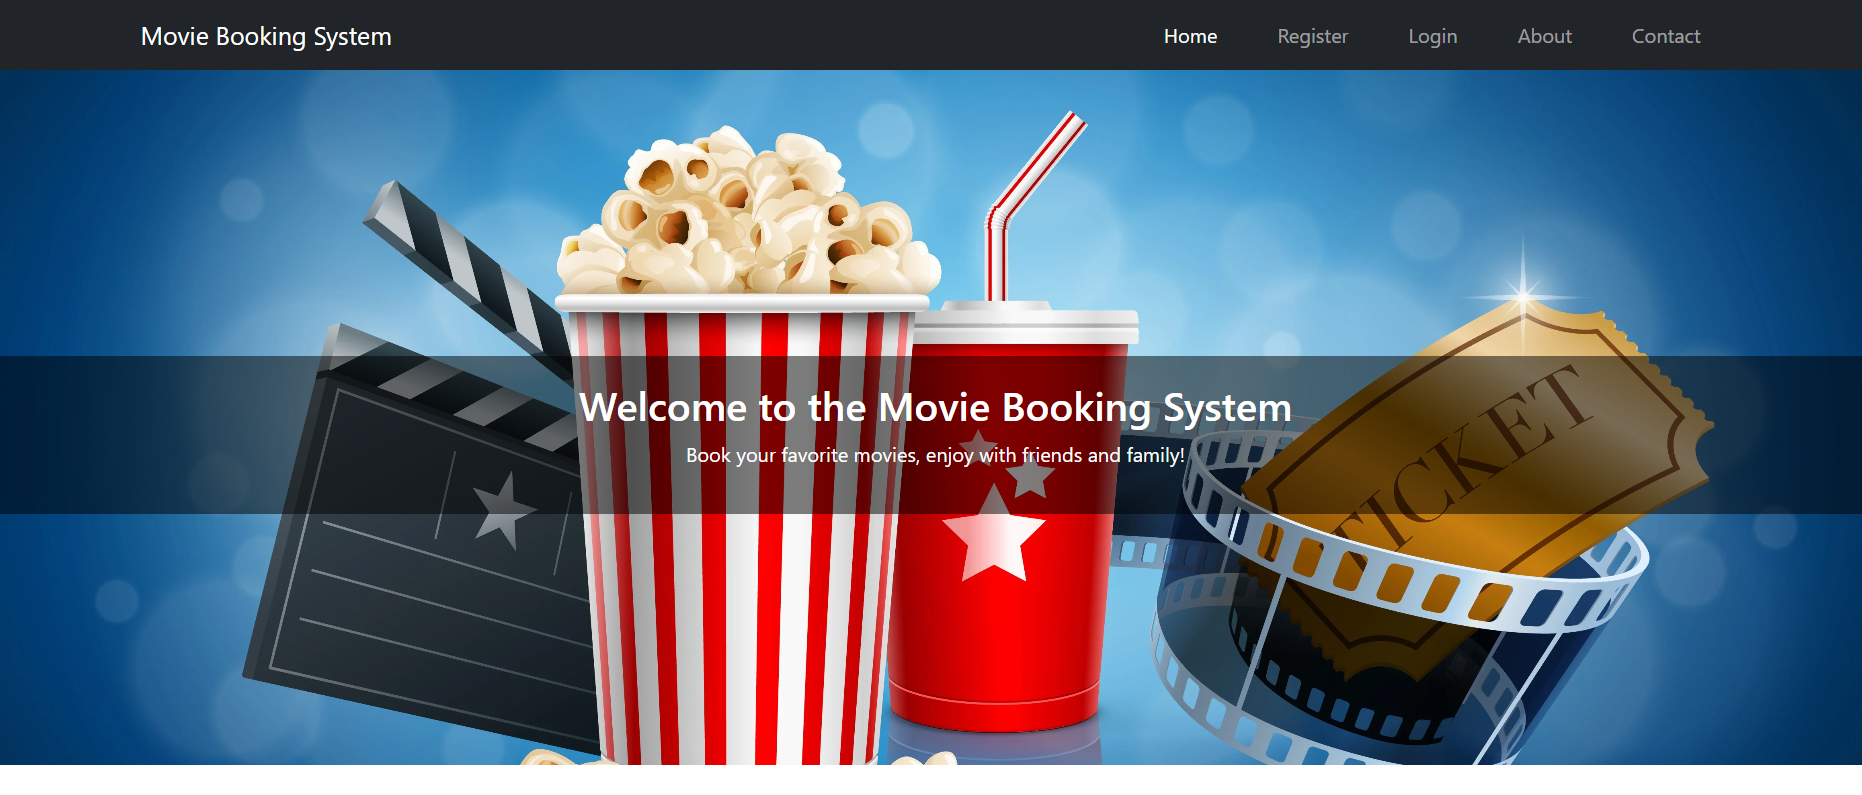 Movie Booking System
Home Register Login About Contact
Welcome to the Movie Booking System
Book your favorite movies, enjoy with friends and family!
TICKET